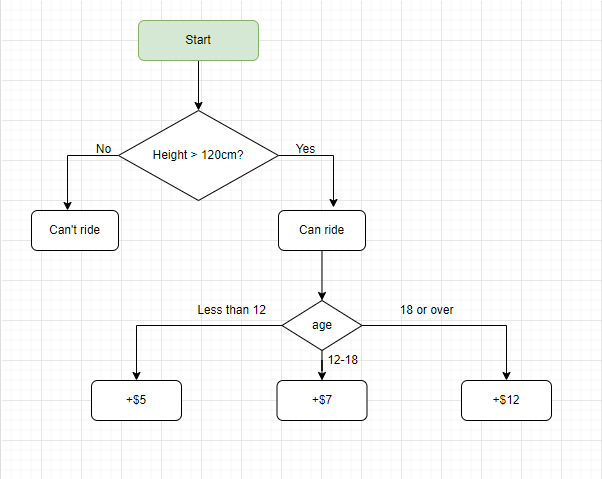 Start
Height > 120cm?
No
Yes
Can't ride
Can ride
age
Less than 12
18 or over
12-18
+$5
+$7
+$12